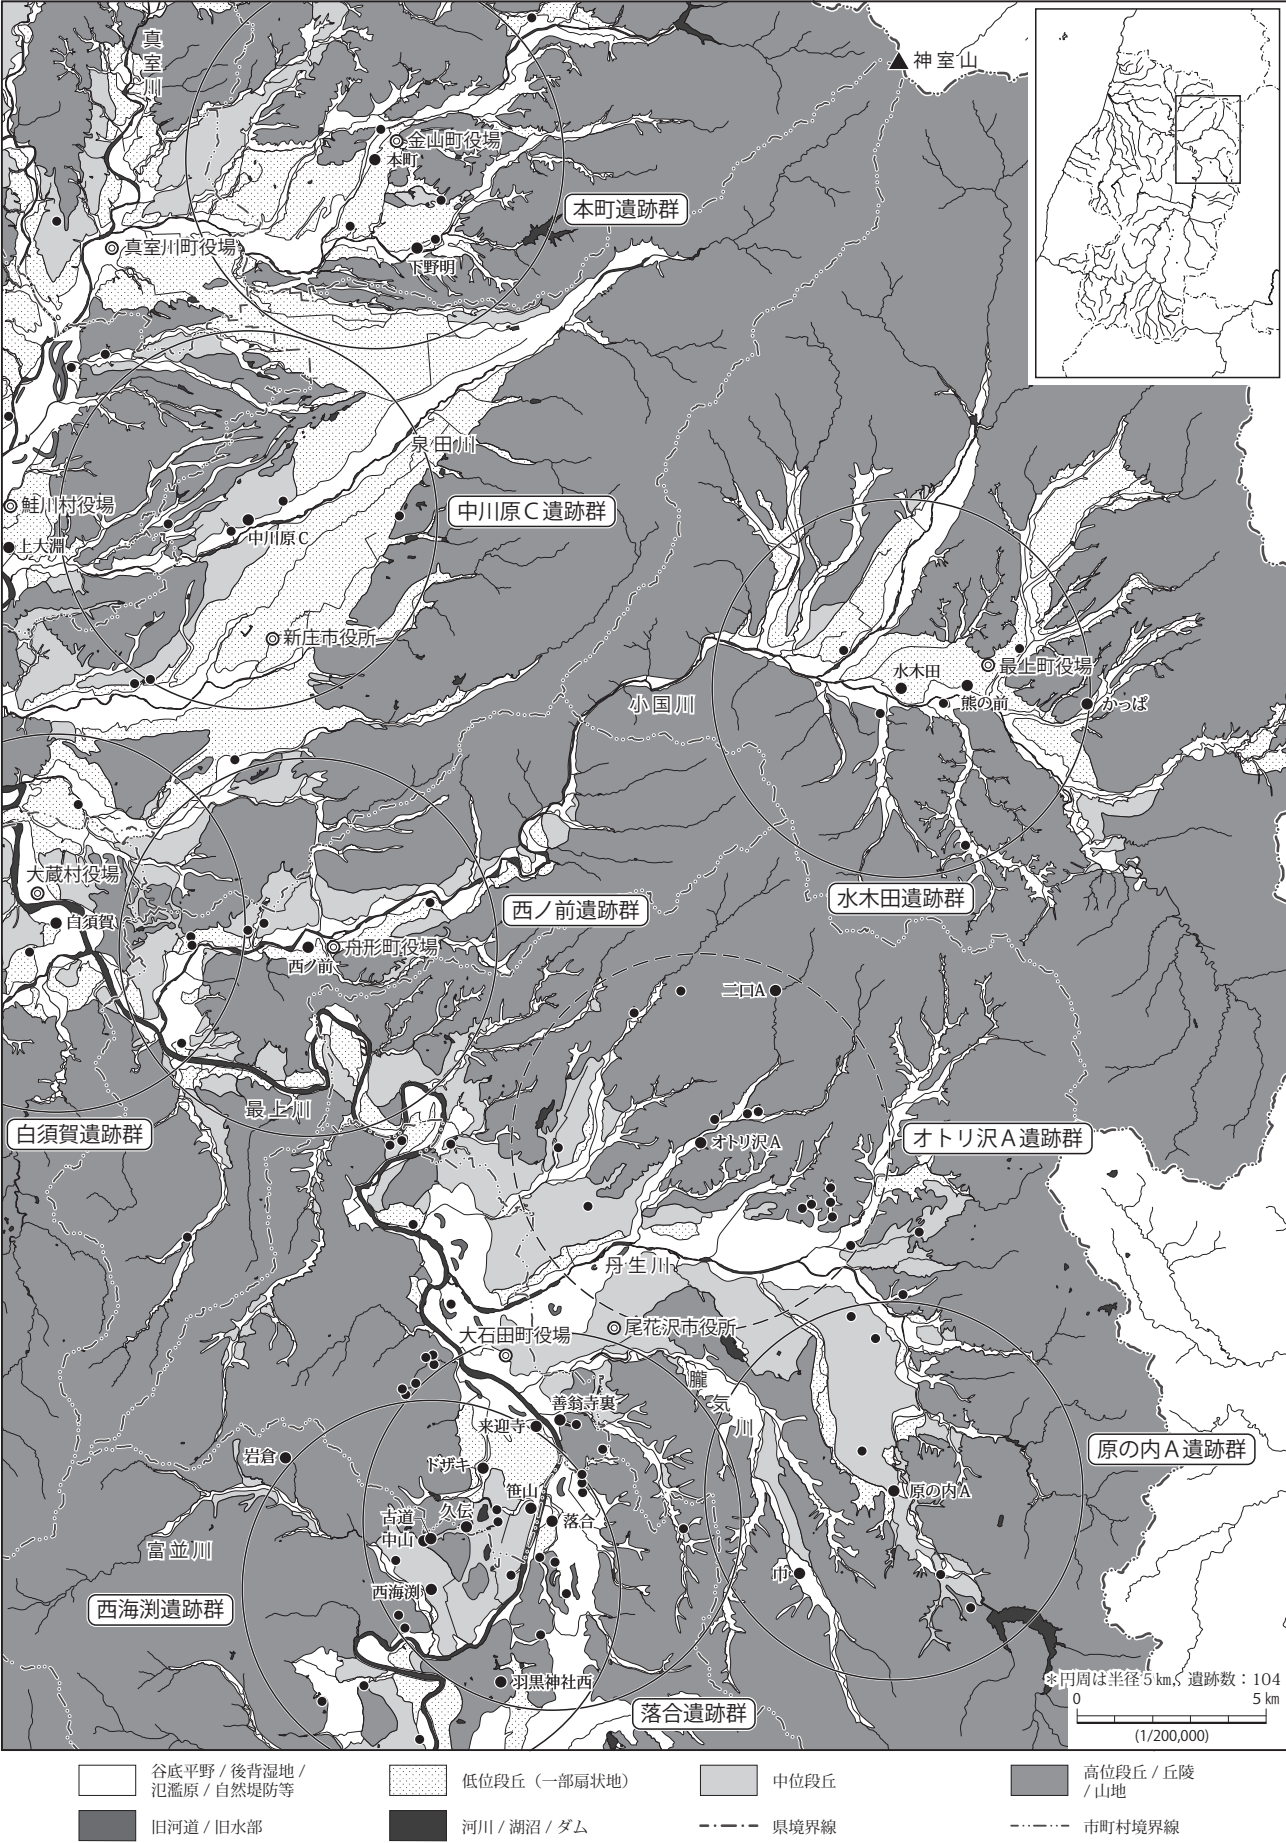 真室川
神室山
金山町役場
本町
本町遺跡群
真室川町役場
下野明
泉田川
鮭川村役場
中川原C遺跡群
上大淵
中川原C
新庄市役所
最上町役場
水木田
小国川
熊の前
かっぱ
大蔵村役場
水木田遺跡群
西ノ前遺跡群
白須賀
舟形町役場
西ノ前
二口A
最上川
白須賀遺跡群
オトリ沢A
オトリ沢A遺跡群
丹生川
大石田町役場
尾花沢市役所
朧気川
善翁寺裏
来迎寺
原の内A遺跡群
岩倉
ドザキ
原の内A
笹山
古道
久伝
落合
中山
富並川
巾
西海渕
西海渕遺跡群
羽黒神社西
落合遺跡群
*円周は半径5㎞，遺跡数：104
0 5㎞
(1/200,000)
谷底平野 / 後背湿地 /
氾濫原 / 自然堤防等
低位段丘（一部扇状地）
中位段丘
高位段丘 / 丘陵
/ 山地
旧河道 / 旧水部
河川 / 湖沼 / ダム
県境界線
市町村境界線